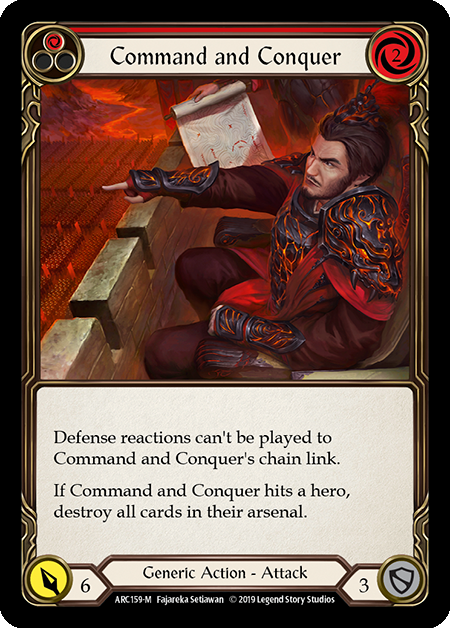 Command and Conquer
2
Defense reactions can't be played to
Command and Conquer's chain link.
If Command and Conquer hits a hero,
destroy all cards in their arsenal.
6
Generic Action - Attack
3
ARC159-M Fajareka Setiawan © 2019 Legend Story Studios